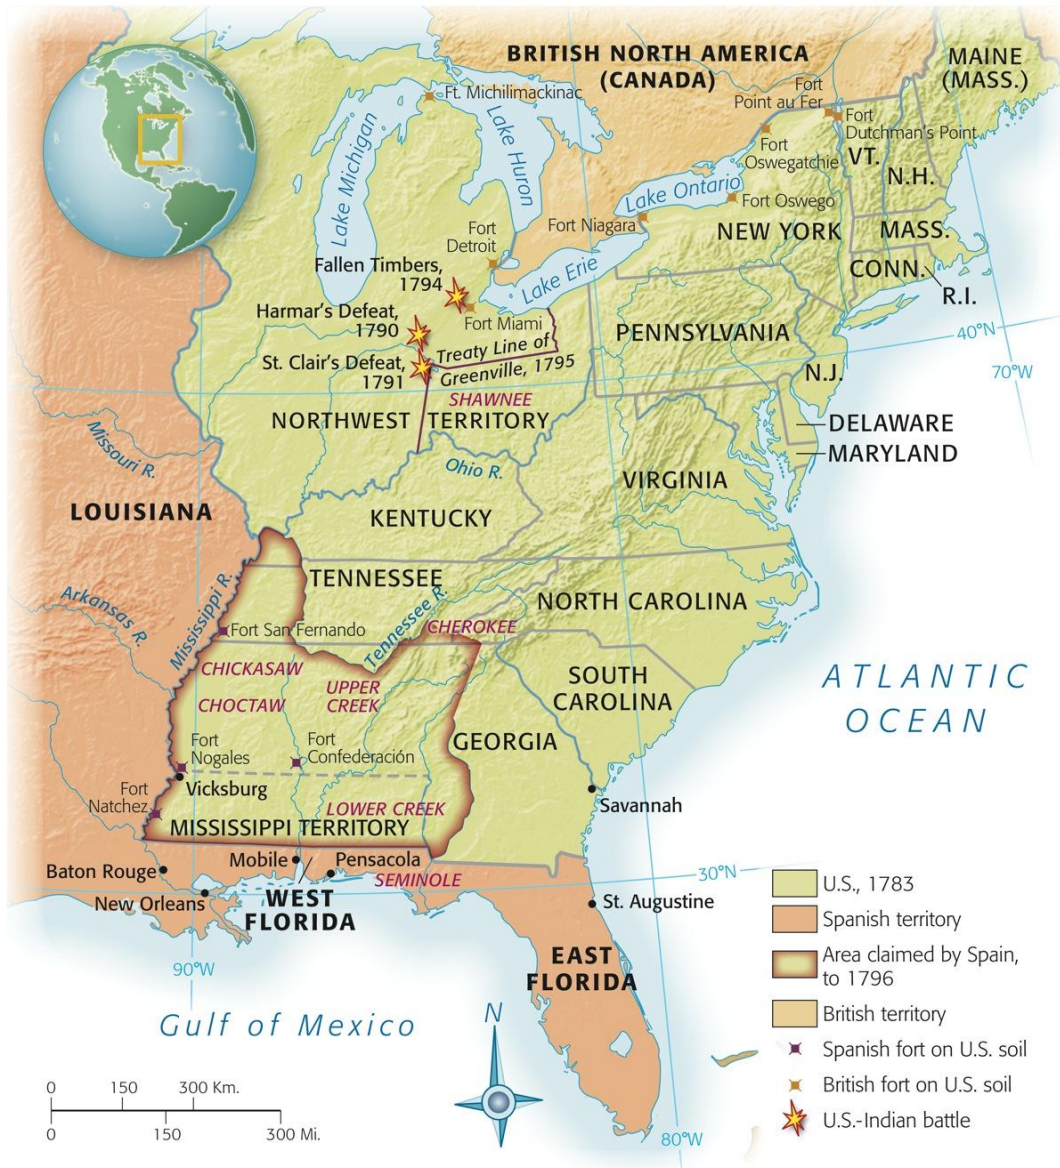 BRITISH NORTH AMERICA
(CANADA)
MAINE
(MASS.)
Ft. Michilimackinac
Fort
Point au Fer
Fort
Dutchman's Point
Fort
Oswegatchie
VT.
N.H.
Lake Michigan
Lake Huron
Lake Ontario
Fort Oswego
Fort Niagara
NEW YORK
MASS.
Fort
Detroit
Lake Erie
CONN.
R.I.
Fallen Timbers,
1794
Harmar's Defeat,
1790
Fort Miami
St. Clair's Defeat,
1791
Treaty Line of
Greenville, 1795
PENNSYLVANIA
40°N
70°W
N.J.
SHAWNEE
NORTHWEST TERRITORY
DELAWARE
MARYLAND
Missouri R.
Ohio R.
VIRGINIA
LOUISIANA
KENTUCKY
TENNESSEE
NORTH CAROLINA
Arkansas R.
Mississippi R.
Tennessee R.
Fort San Fernando
CHEROKEE
CHICKASAW
UPPER
CREEK
CHOCTAW
SOUTH
CAROLINA
ATLANTIC
OCEAN
Fort
Nogales
Fort
Confederación
GEORGIA
Vicksburg
Fort
Natchez
LOWER CREEK
Savannah
MISSISSIPPI TERRITORY
Mobile
Pensacola
Baton Rouge
SEMINOLE
30°N
New Orleans
WEST
FLORIDA
St. Augustine
EAST
FLORIDA
90°W
Gulf of Mexico
N
80°W
U.S., 1783
Spanish territory
Area claimed by Spain,
to 1796
British territory
Spanish fort on U.S. soil
British fort on U.S. soil
U.S.-Indian battle
0 150 300 Km.
0 150 300 Mi.